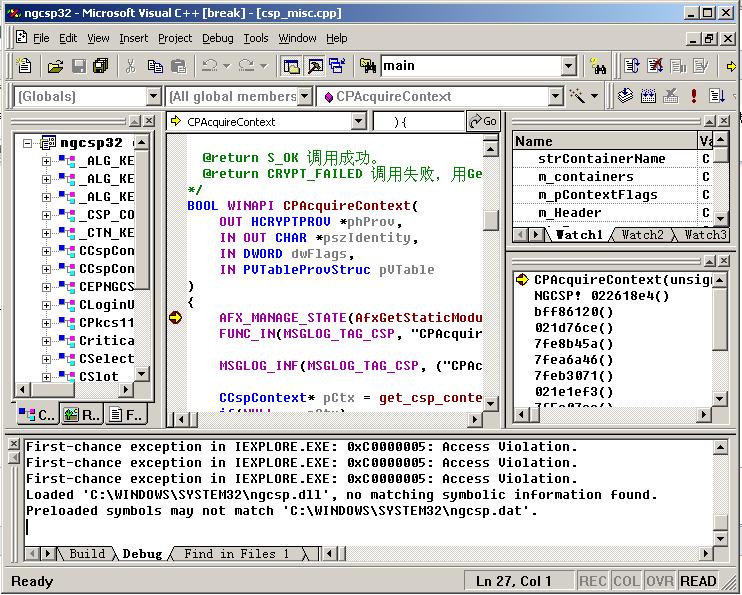 ngcsp32 - Microsoft Visual C++ [break] - [csp_misc.cpp]
File Edit View Insert Project Debug Tools Window Help
main
(Globals) (All global members CPAcquireContext
ngcsp32
_ALG_KE
_ALG_KE
_ALG_KE
_CSP_CO
_CTN_KE
CCspCon
CCspCon
CEPNGCS
CLoginU
CPkcs11
Critica
CSelect
CSlot
C.. R.. F..
CPAcquireContext ){ Go
@return S_OK 调用成功。
@return CRYPT_FAILED 调用失败，用Ge
*/
BOOL WINAPI CPAcquireContext(
OUT HCRYPTPROV *phProv,
IN OUT CHAR *pszIdentity,
IN DWORD dwFlags,
IN PVTableProvStruc pVTable
)
{
AFX_MANAGE_STATE(AfxGetStaticModu
FUNC_IN(MSGLOG_TAG_CSP, "CPAcquir
MSGLOG_INF(MSGLOG_TAG_CSP, ("CPAc
CCspContext* pCtx = get_csp_conte
Name Va
strContainerName C
m_containers C
m_pContextFlags C
m_Header C
Watch1 Watch2 Watch3
CPAcquireContext(unsig
NGCSP! 022618e4()
bff86120()
021d76ce()
7fe8b45a()
7fea6a46()
7feb3071()
021e1ef3()
First-chance exception in IEXPLORE.EXE: 0xC0000005: Access Violation.
First-chance exception in IEXPLORE.EXE: 0xC0000005: Access Violation.
First-chance exception in IEXPLORE.EXE: 0xC0000005: Access Violation.
Loaded 'C:\WINDOWS\SYSTEM32\ngcsp.dll', no matching symbolic information found.
Preloaded symbols may not match 'C:\WINDOWS\SYSTEM32\ngcsp.dat'.
Build Debug Find in Files 1
Ready Ln 27, Col 1 REC COL OVR READ